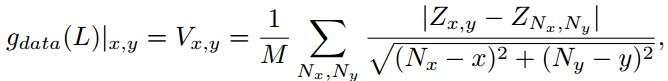 $g_{data}(L)|_{x,y} = V_{x,y} = \frac{1}{M} \sum_{N_x,N_y} \frac{|Z_{x,y} - Z_{N_x,N_y}|}{\sqrt{(N_x - x)^2 + (N_y - y)^2}},$